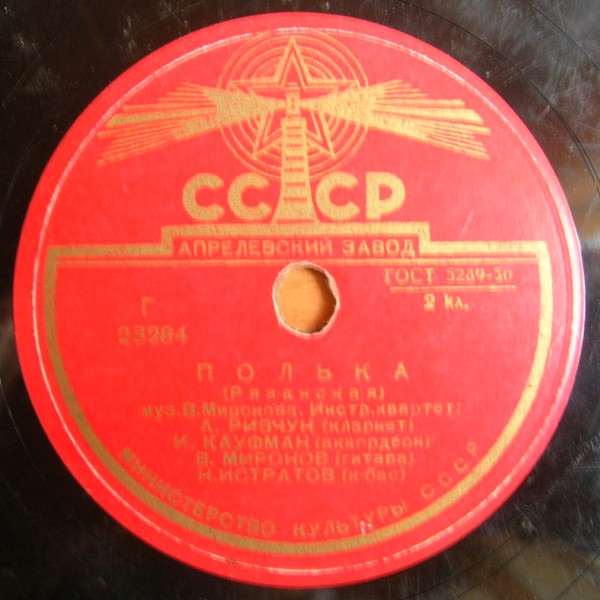 СССР
АПРЕЛЕВСКИЙ ЗАВОД
ГОСТ 5289-50
2 кл.
Г
23284
ПОЛЬКА
(Рязанская)
муз.В.Миронова. Инстр.квартет:
А. РИВЧУН (кларнет)
И. КАУФМАН (аккордеон)
В. МИРОНОВ (гитара)
Н.ИСТРАТОВ (к-бас)
МИНИСТЕРСТВО КУЛЬТУРЫ СССР